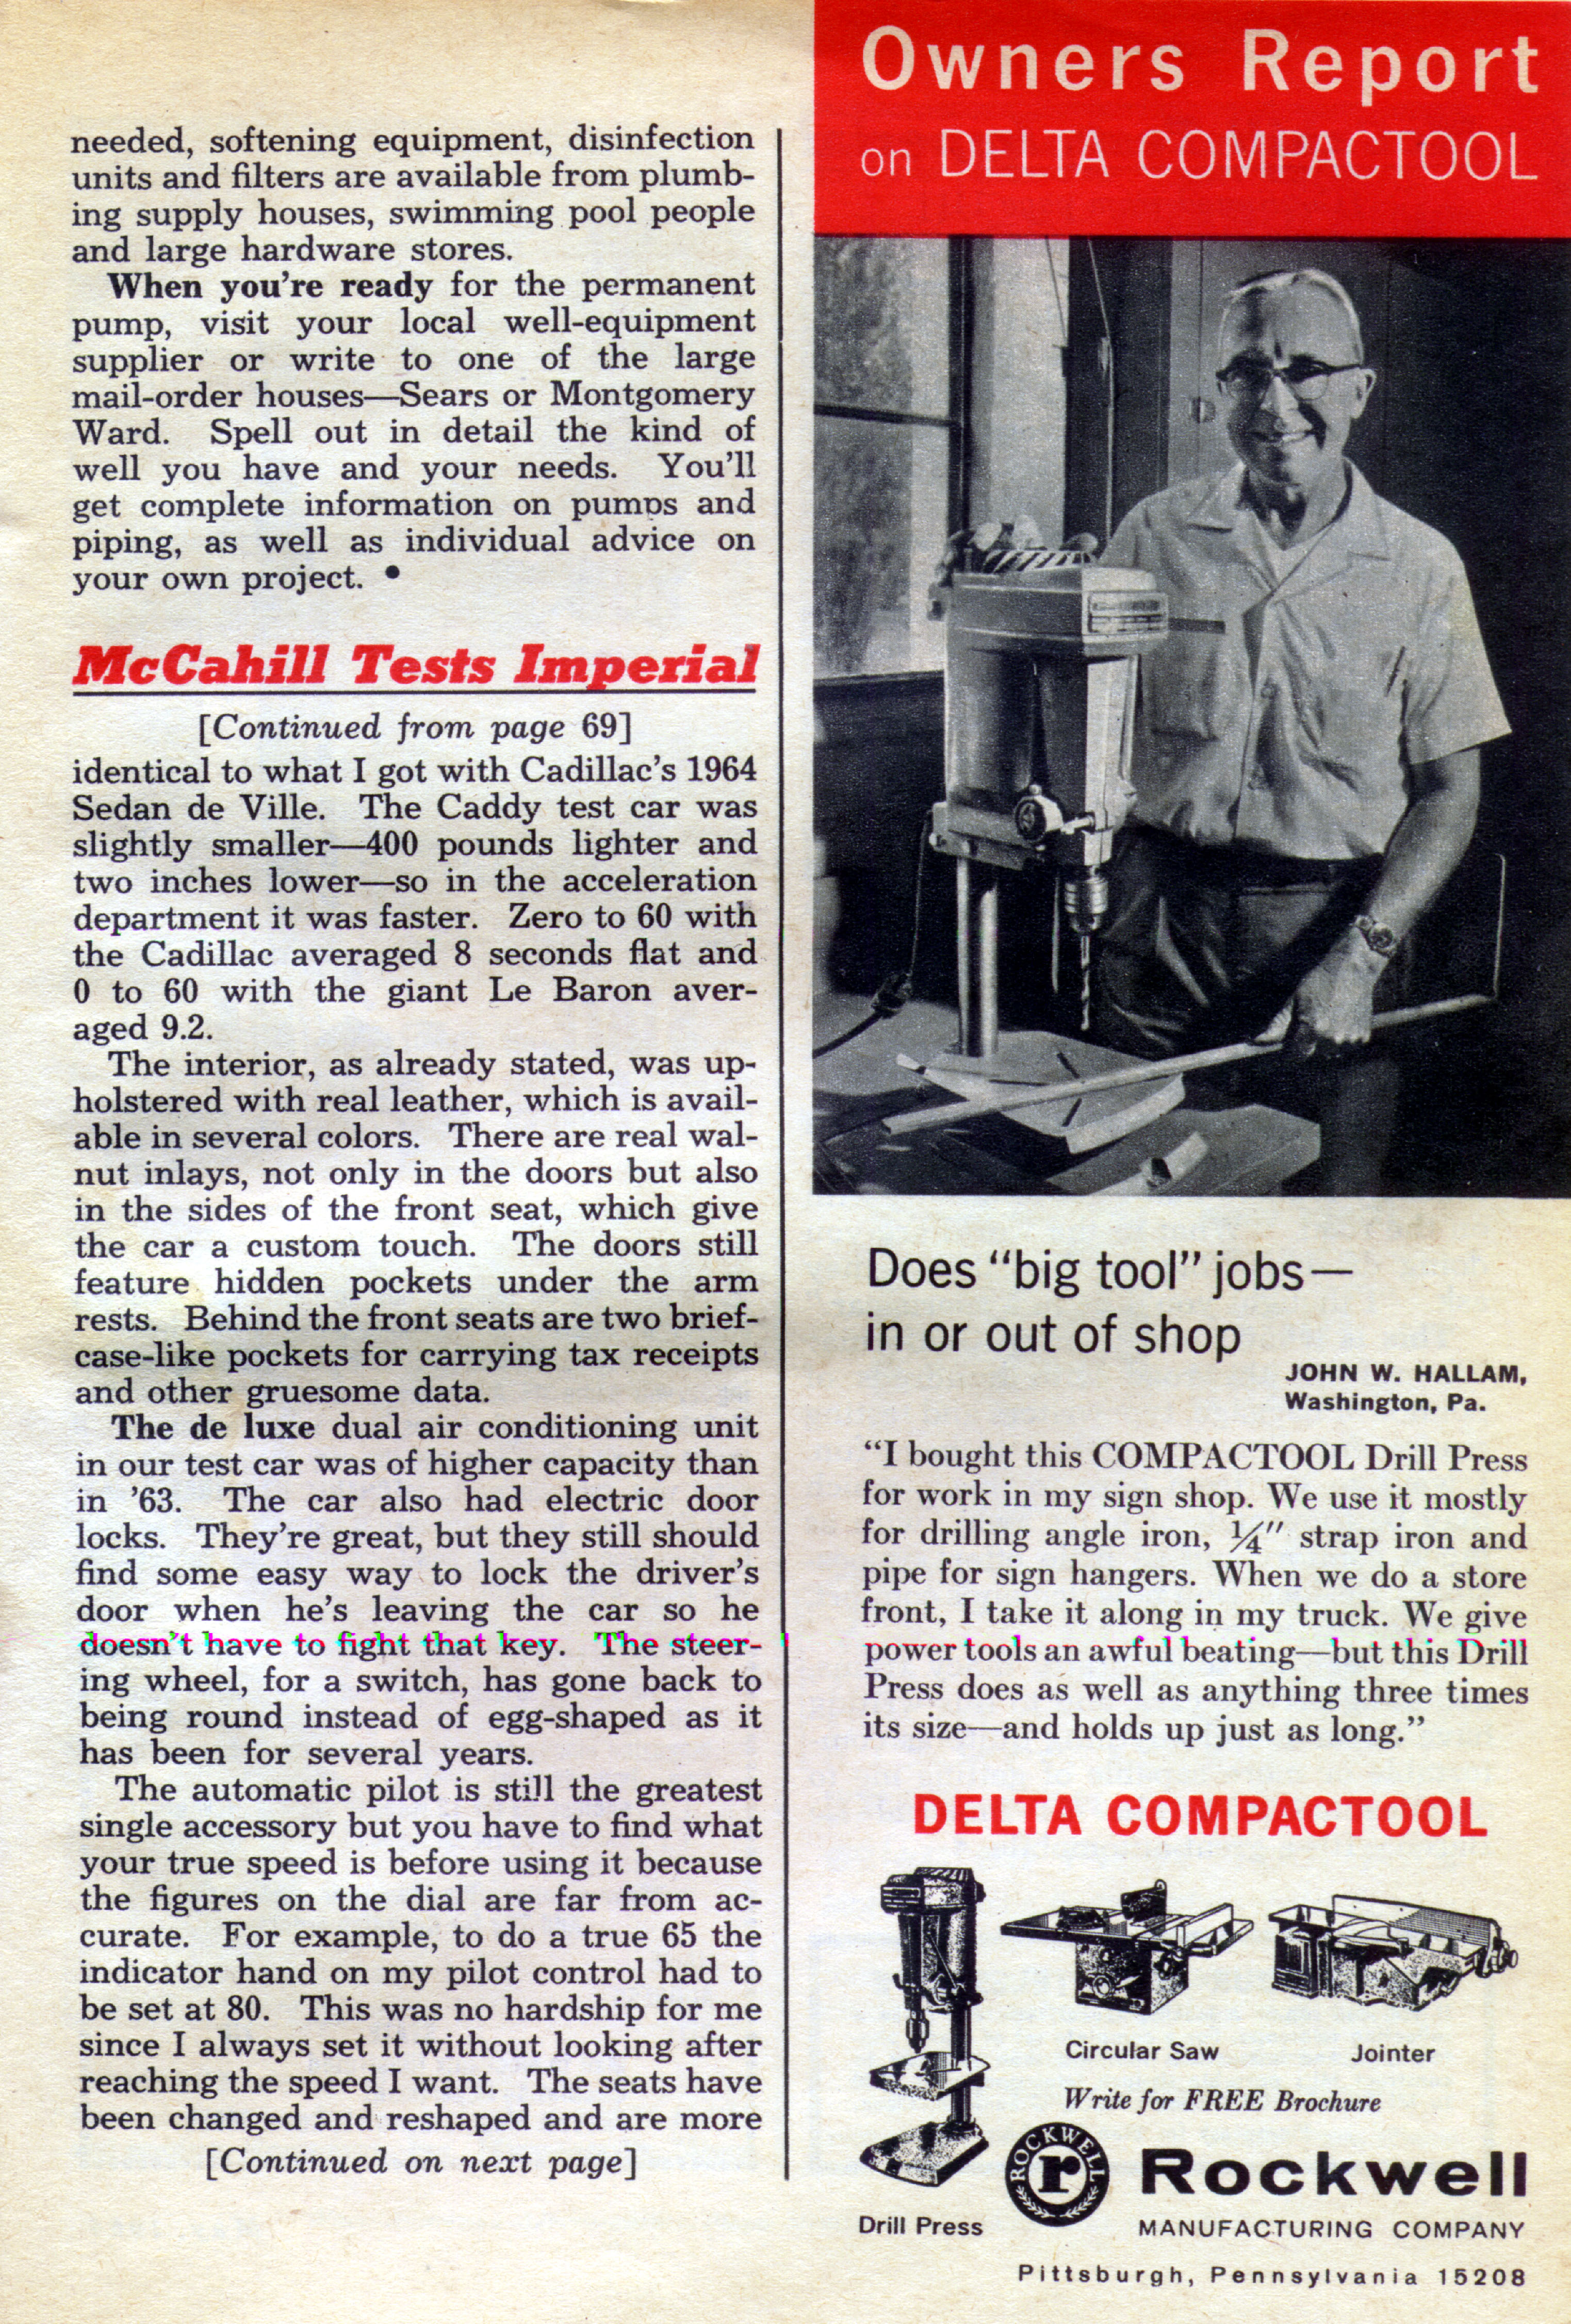 needed, softening equipment, disinfection
units and filters are available from plumb-
ing supply houses, swimming pool people
and large hardware stores.
When you're ready for the permanent
pump, visit your local well-equipment
supplier or write to one of the large
mail-order houses—Sears or Montgomery
Ward. Spell out in detail the kind of
well you have and your needs. You'll
get complete information on pumps and
piping, as well as individual advice on
your own project. •
McCahill Tests Imperial
[Continued from page 69]
identical to what I got with Cadillac's 1964
Sedan de Ville. The Caddy test car was
slightly smaller—400 pounds lighter and
two inches lower—so in the acceleration
department it was faster. Zero to 60 with
the Cadillac averaged 8 seconds flat and
0 to 60 with the giant Le Baron aver-
aged 9.2.
The interior, as already stated, was up-
holstered with real leather, which is avail-
able in several colors. There are real wal-
nut inlays, not only in the doors but also
in the sides of the front seat, which give
the car a custom touch. The doors still
feature hidden pockets under the arm
rests. Behind the front seats are two brief-
case-like pockets for carrying tax receipts
and other gruesome data.
The de luxe dual air conditioning unit
in our test car was of higher capacity than
in '63. The car also had electric door
locks. They're great, but they still should
find some easy way to lock the driver's
door when he's leaving the car so he
doesn't have to fight that key. The steer-
ing wheel, for a switch, has gone back to
being round instead of egg-shaped as it
has been for several years.
The automatic pilot is still the greatest
single accessory but you have to find what
your true speed is before using it because
the figures on the dial are far from ac-
curate. For example, to do a true 65 the
indicator hand on my pilot control had to
be set at 80. This was no hardship for me
since I always set it without looking after
reaching the speed I want. The seats have
been changed and reshaped and are more
[Continued on next page]
Owners Report
on DELTA COMPACTOOL
Does "big tool" jobs—
in or out of shop
JOHN W. HALLAM,
Washington, Pa.
"I bought this COMPACTOOL Drill Press
for work in my sign shop. We use it mostly
for drilling angle iron, ¼" strap iron and
pipe for sign hangers. When we do a store
front, I take it along in my truck. We give
power tools an awful beating—but this Drill
Press does as well as anything three times
its size—and holds up just as long."
DELTA COMPACTOOL
Circular Saw
Jointer
Write for FREE Brochure
Drill Press
ROCKWELL
r
Rockwell
MANUFACTURING COMPANY
Pittsburgh, Pennsylvania 15208